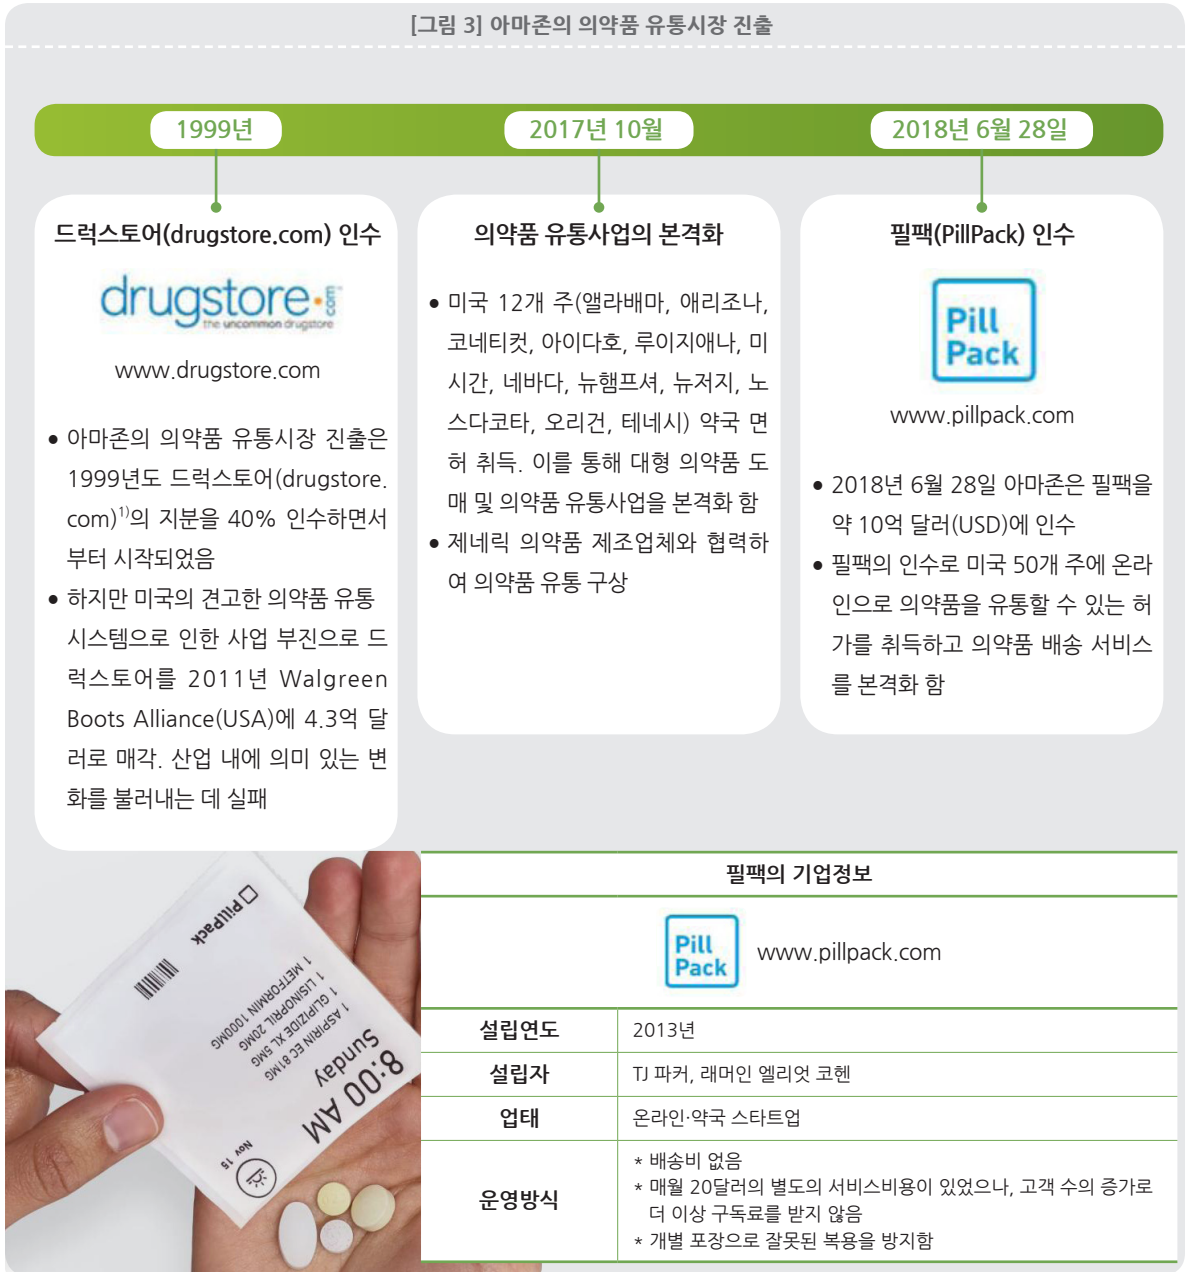 [그림 3] 아마존의 의약품 유통시장 진출
1999년
2017년 10월
2018년 6월 28일
드럭스토어(drugstore.com) 인수
drugstore.com
the uncommon drugstore
www.drugstore.com
● 아마존의 의약품 유통시장 진출은
1999년도 드럭스토어(drugstore.
com)1)의 지분을 40% 인수하면서
부터 시작되었음
● 하지만 미국의 견고한 의약품 유통
시스템으로 인한 사업 부진으로 드
럭스토어를 2011년 Walgreen
Boots Alliance(USA)에 4.3억 달
러로 매각. 산업 내에 의미 있는 변
화를 불러내는 데 실패
의약품 유통사업의 본격화
● 미국 12개 주(앨라배마, 애리조나,
코네티컷, 아이다호, 루이지애나, 미
시간, 네바다, 뉴햄프셔, 뉴저지, 노
스다코타, 오리건, 테네시) 약국 면
허 취득. 이를 통해 대형 의약품 도
매 및 의약품 유통사업을 본격화 함
● 제네릭 의약품 제조업체와 협력하
여 의약품 유통 구상
필팩(PillPack) 인수
Pill
Pack
www.pillpack.com
● 2018년 6월 28일 아마존은 필팩을
약 10억 달러(USD)에 인수
● 필팩의 인수로 미국 50개 주에 온라
인으로 의약품을 유통할 수 있는 허
가를 취득하고 의약품 배송 서비스
를 본격화 함
PillPack
1 METFORMIN 1000MG
1 LISINOPRIL 20MG
1 GLIPIZIDE XL 5MG
1 ASPIRIN EC 81MG
Sunday
8:00 AM
Nov 15
필팩의 기업정보
Pill
Pack
www.pillpack.com
설립연도 2013년
설립자 TJ 파커, 래머인 엘리엇 코헨
업태 온라인·약국 스타트업
운영방식
* 배송비 없음
* 매월 20달러의 별도의 서비스비용이 있었으나, 고객 수의 증가로
더 이상 구독료를 받지 않음
* 개별 포장으로 잘못된 복용을 방지함